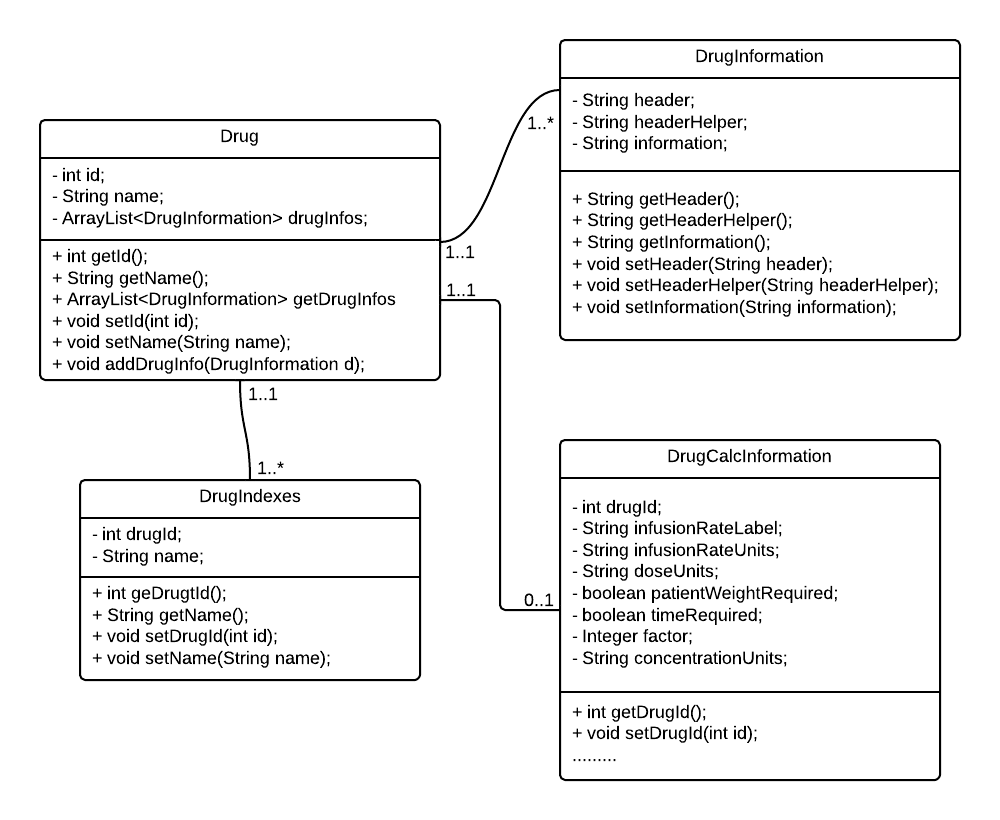 Drug
- int id;
- String name;
- ArrayList<DrugInformation> drugInfos;
+ int getId();
+ String getName();
+ ArrayList<DrugInformation> getDrugInfos
+ void setId(int id);
+ void setName(String name);
+ void addDrugInfo(DrugInformation d);
1..1
1..*
1..1
1..1
1..*
0..1
DrugInformation
- String header;
- String headerHelper;
- String information;
+ String getHeader();
+ String getHeaderHelper();
+ String getInformation();
+ void setHeader(String header);
+ void setHeaderHelper(String headerHelper);
+ void setInformation(String information);
DrugIndexes
- int drugId;
- String name;
+ int geDrugtId();
+ String getName();
+ void setDrugId(int id);
+ void setName(String name);
DrugCalcInformation
- int drugId;
- String infusionRateLabel;
- String infusionRateUnits;
- String doseUnits;
- boolean patientWeightRequired;
- boolean timeRequired;
- Integer factor;
- String concentrationUnits;
+ int getDrugId();
+ void setDrugId(int id);
.........